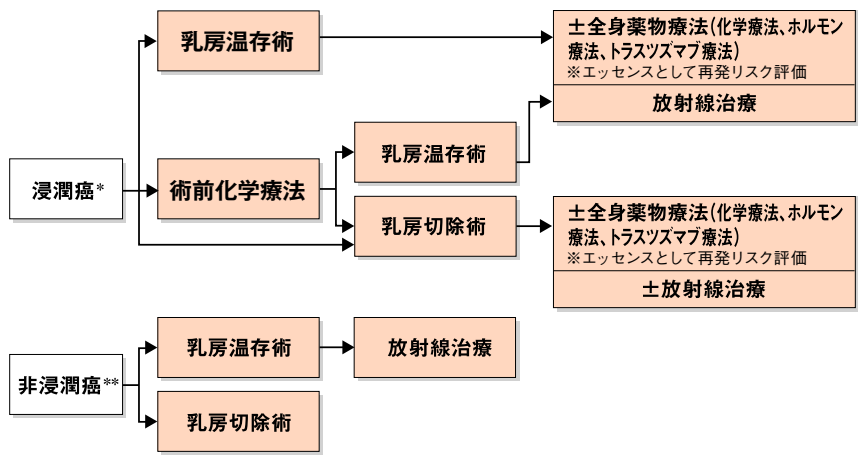 乳房温存術
±全身薬物療法(化学療法、ホルモン
療法、トラスツズマブ療法)
※エッセンスとして再発リスク評価
放射線治療
浸潤癌*
術前化学療法
乳房温存術
乳房切除術
±全身薬物療法(化学療法、ホルモン
療法、トラスツズマブ療法)
※エッセンスとして再発リスク評価
±放射線治療
非浸潤癌**
乳房温存術
放射線治療
乳房切除術